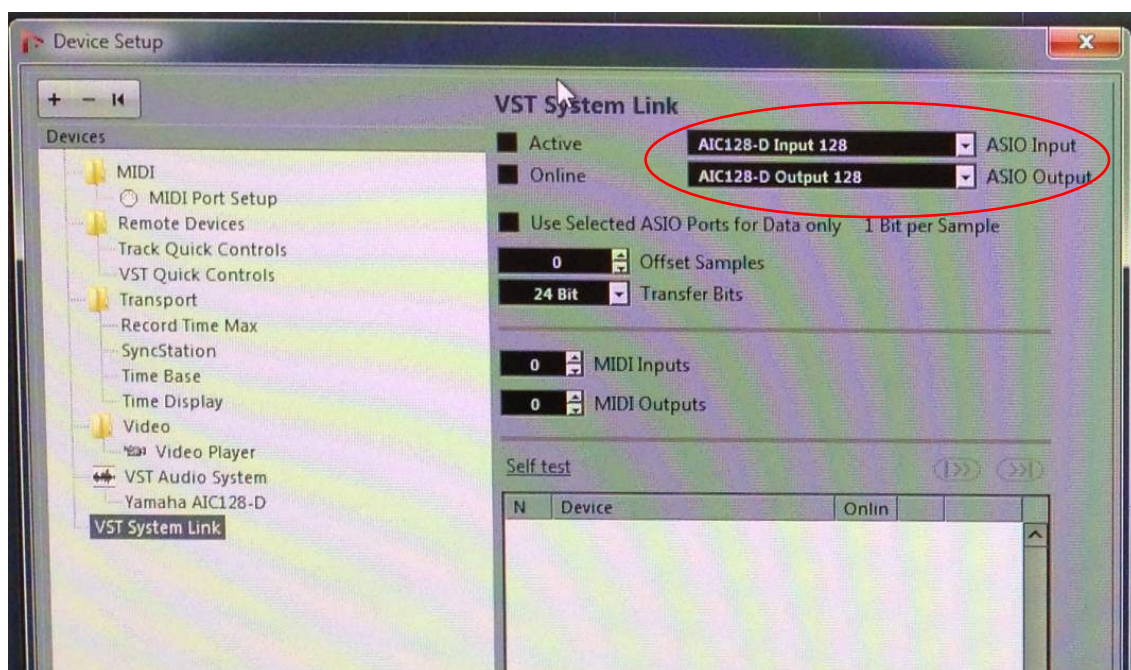 Device Setup
Devices
MIDI
MIDI Port Setup
Remote Devices
Track Quick Controls
VST Quick Controls
Transport
Record Time Max
SyncStation
Time Base
Time Display
Video
Video Player
VST Audio System
Yamaha AIC128-D
VST System Link
VST System Link
Active AIC128-D Input 128 ASIO Input
Online AIC128-D Output 128 ASIO Output
Use Selected ASIO Ports for Data only 1 Bit per Sample
0 Offset Samples
24 Bit Transfer Bits
0 MIDI Inputs
0 MIDI Outputs
Self test
N Device Onlin